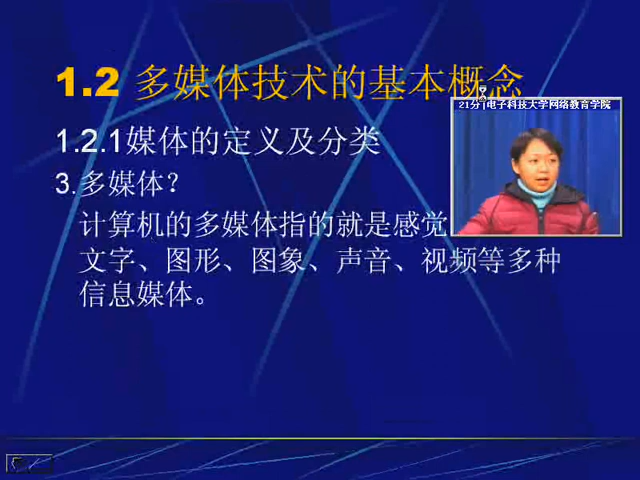 1.2 多媒体技术的基本概念
21分 电子科技大学网络教育学院
1.2.1媒体的定义及分类
3.多媒体?
计算机的多媒体指的就是感觉
文字、图形、图象、声音、视频等多种
信息媒体。